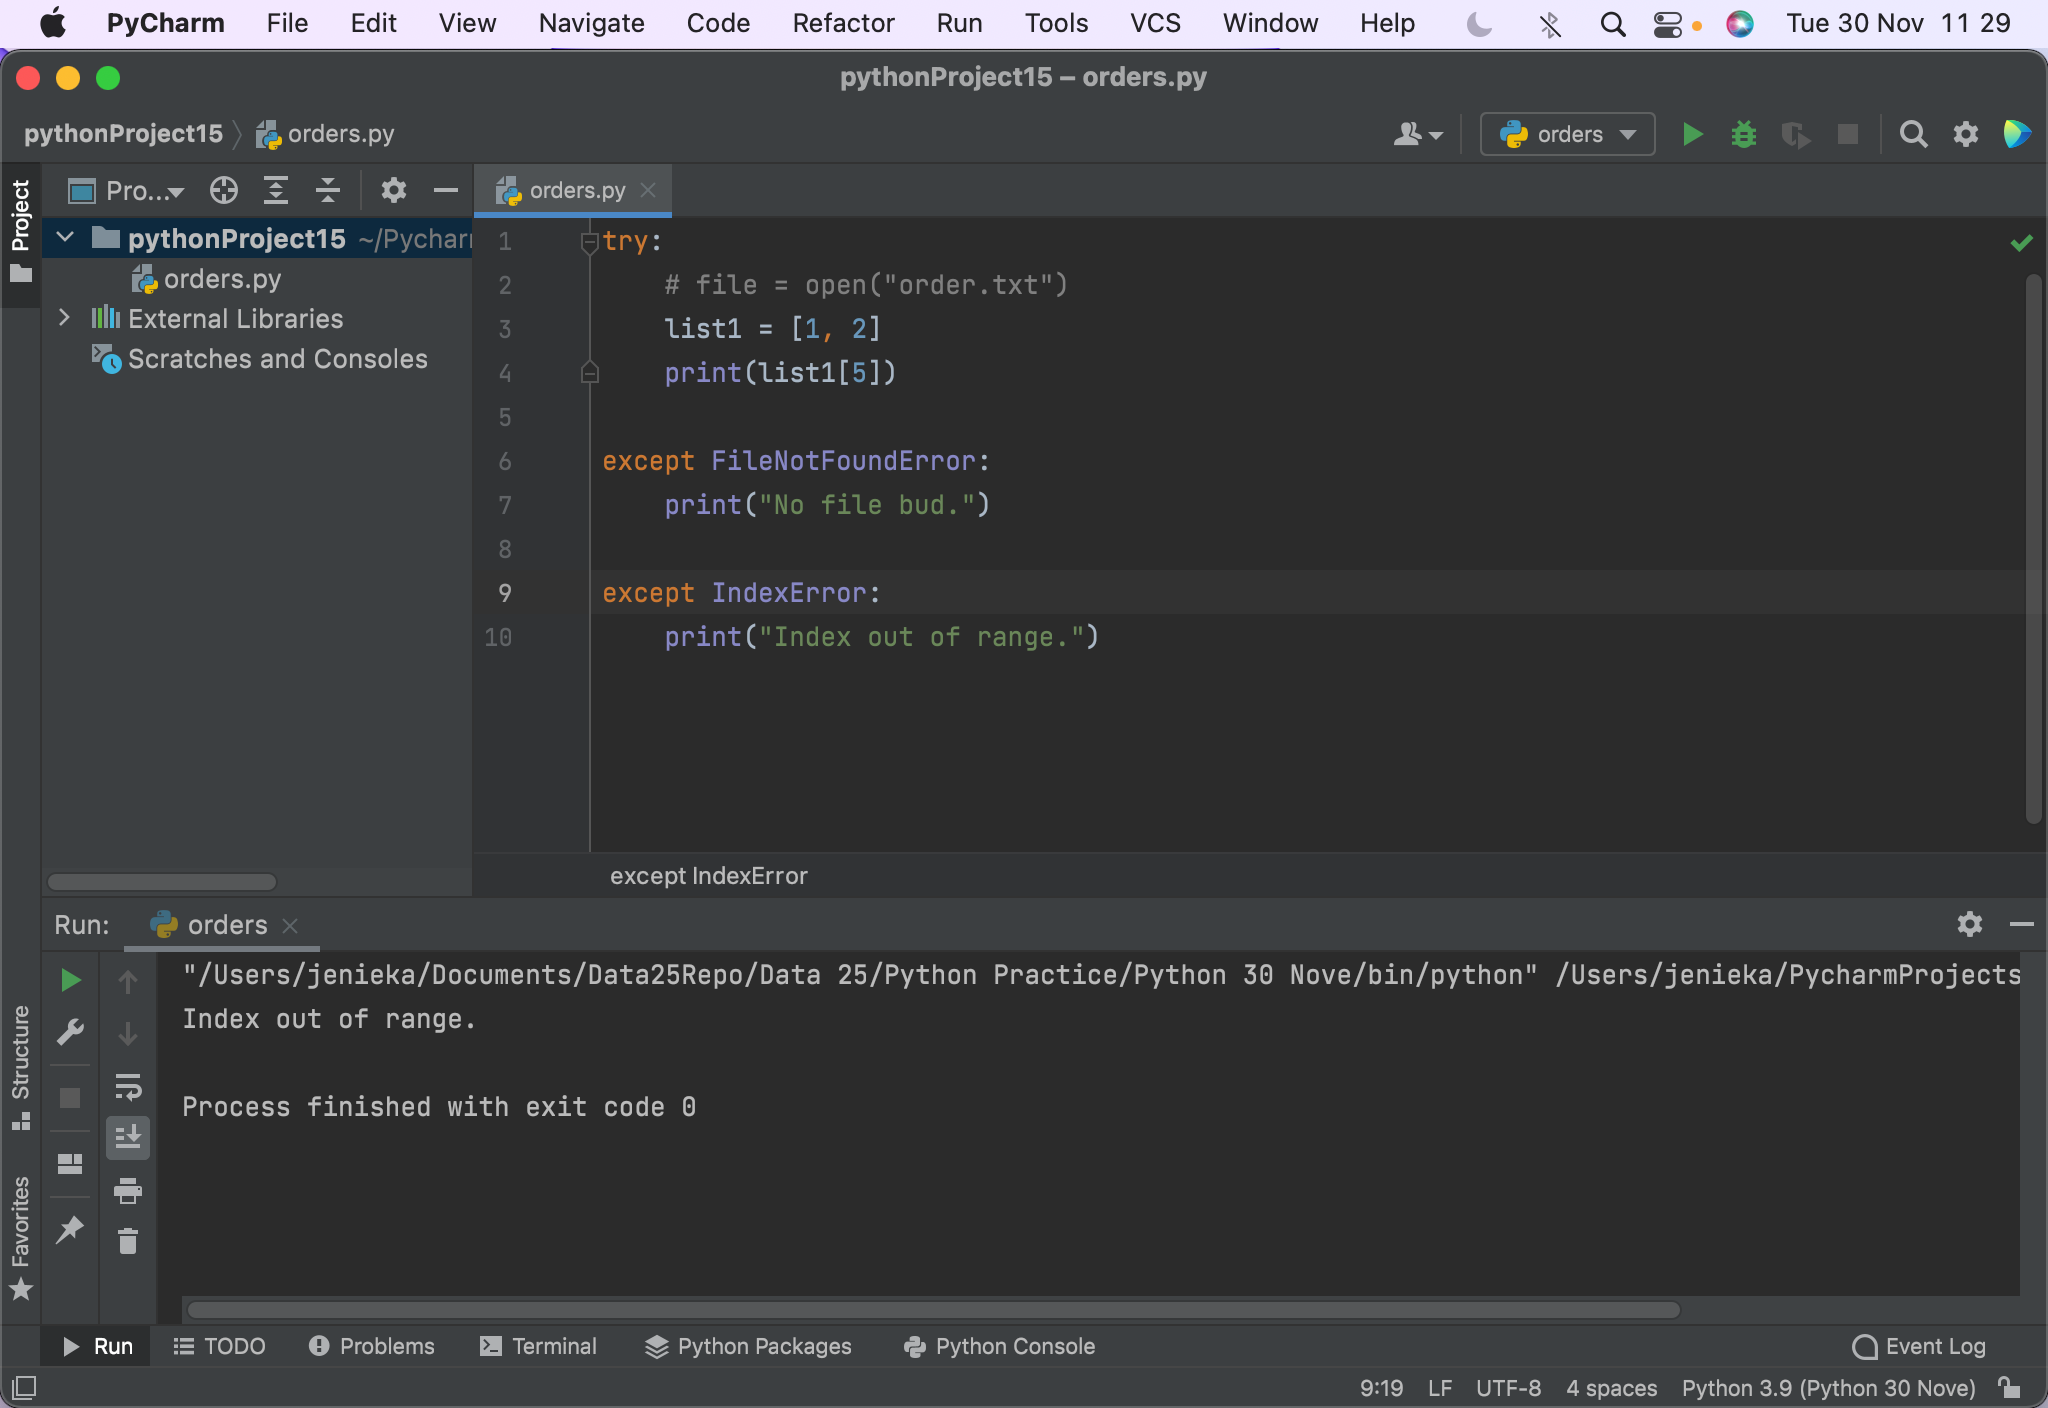 PyCharm File Edit View Navigate Code Refactor Run Tools VCS Window Help Tue 30 Nov 11 29
pythonProject15 – orders.py
pythonProject15 orders.py orders
Project
Pro... orders.py
pythonProject15 ~/Pychar
orders.py
External Libraries
Scratches and Consoles
1 try:
2 # file = open("order.txt")
3 list1 = [1, 2]
4 print(list1[5])
5
6 except FileNotFoundError:
7 print("No file bud.")
8
9 except IndexError:
10 print("Index out of range.")
except IndexError
Run: orders
"/Users/jenieka/Documents/Data25Repo/Data 25/Python Practice/Python 30 Nove/bin/python" /Users/jenieka/PycharmProjects
Index out of range.
Process finished with exit code 0
Structure
Favorites
Run TODO Problems Terminal Python Packages Python Console Event Log
9:19 LF UTF-8 4 spaces Python 3.9 (Python 30 Nove)